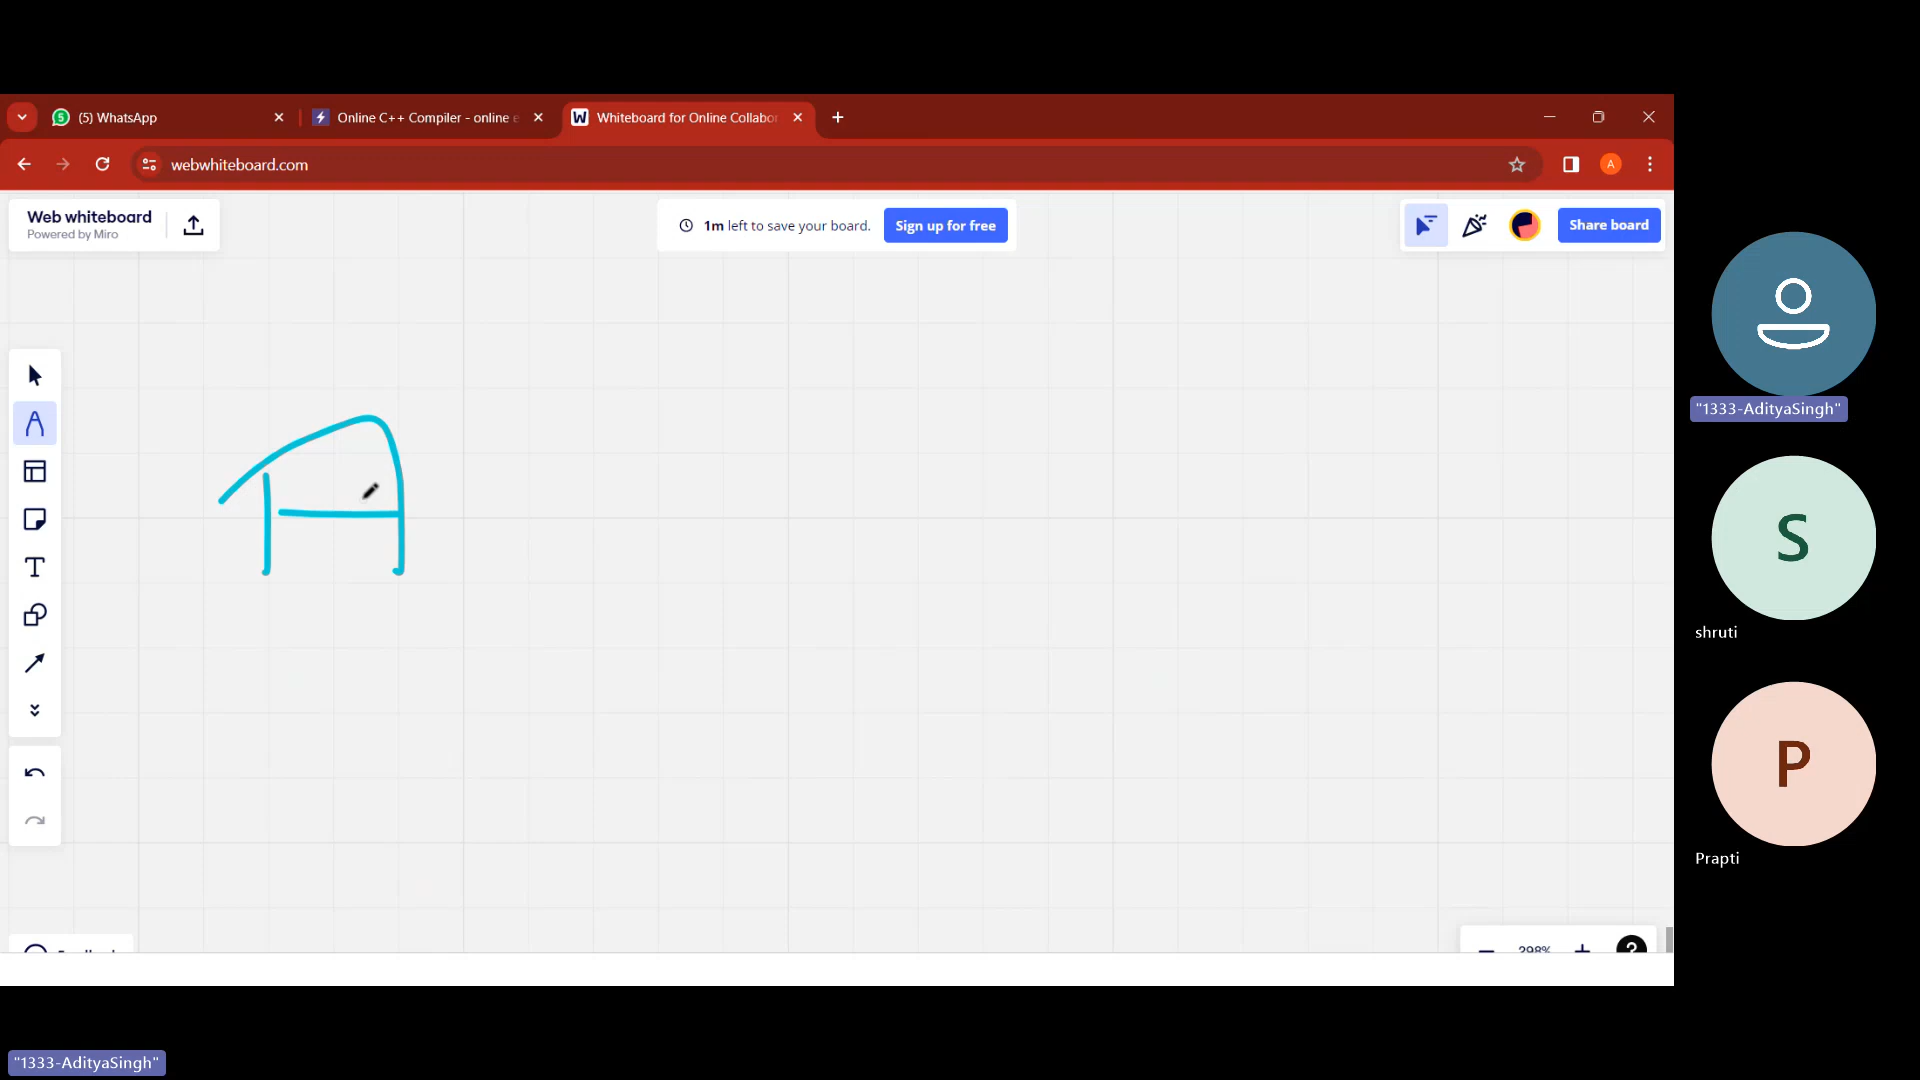 (5) WhatsApp
Online C++ Compiler - online e
Whiteboard for Online Collabor
webwhiteboard.com
A
Web whiteboard
Powered by Miro
1m left to save your board.
Sign up for free
Share board
A
298%
"1333-AdityaSingh"
S
shruti
P
Prapti
"1333-AdityaSingh"